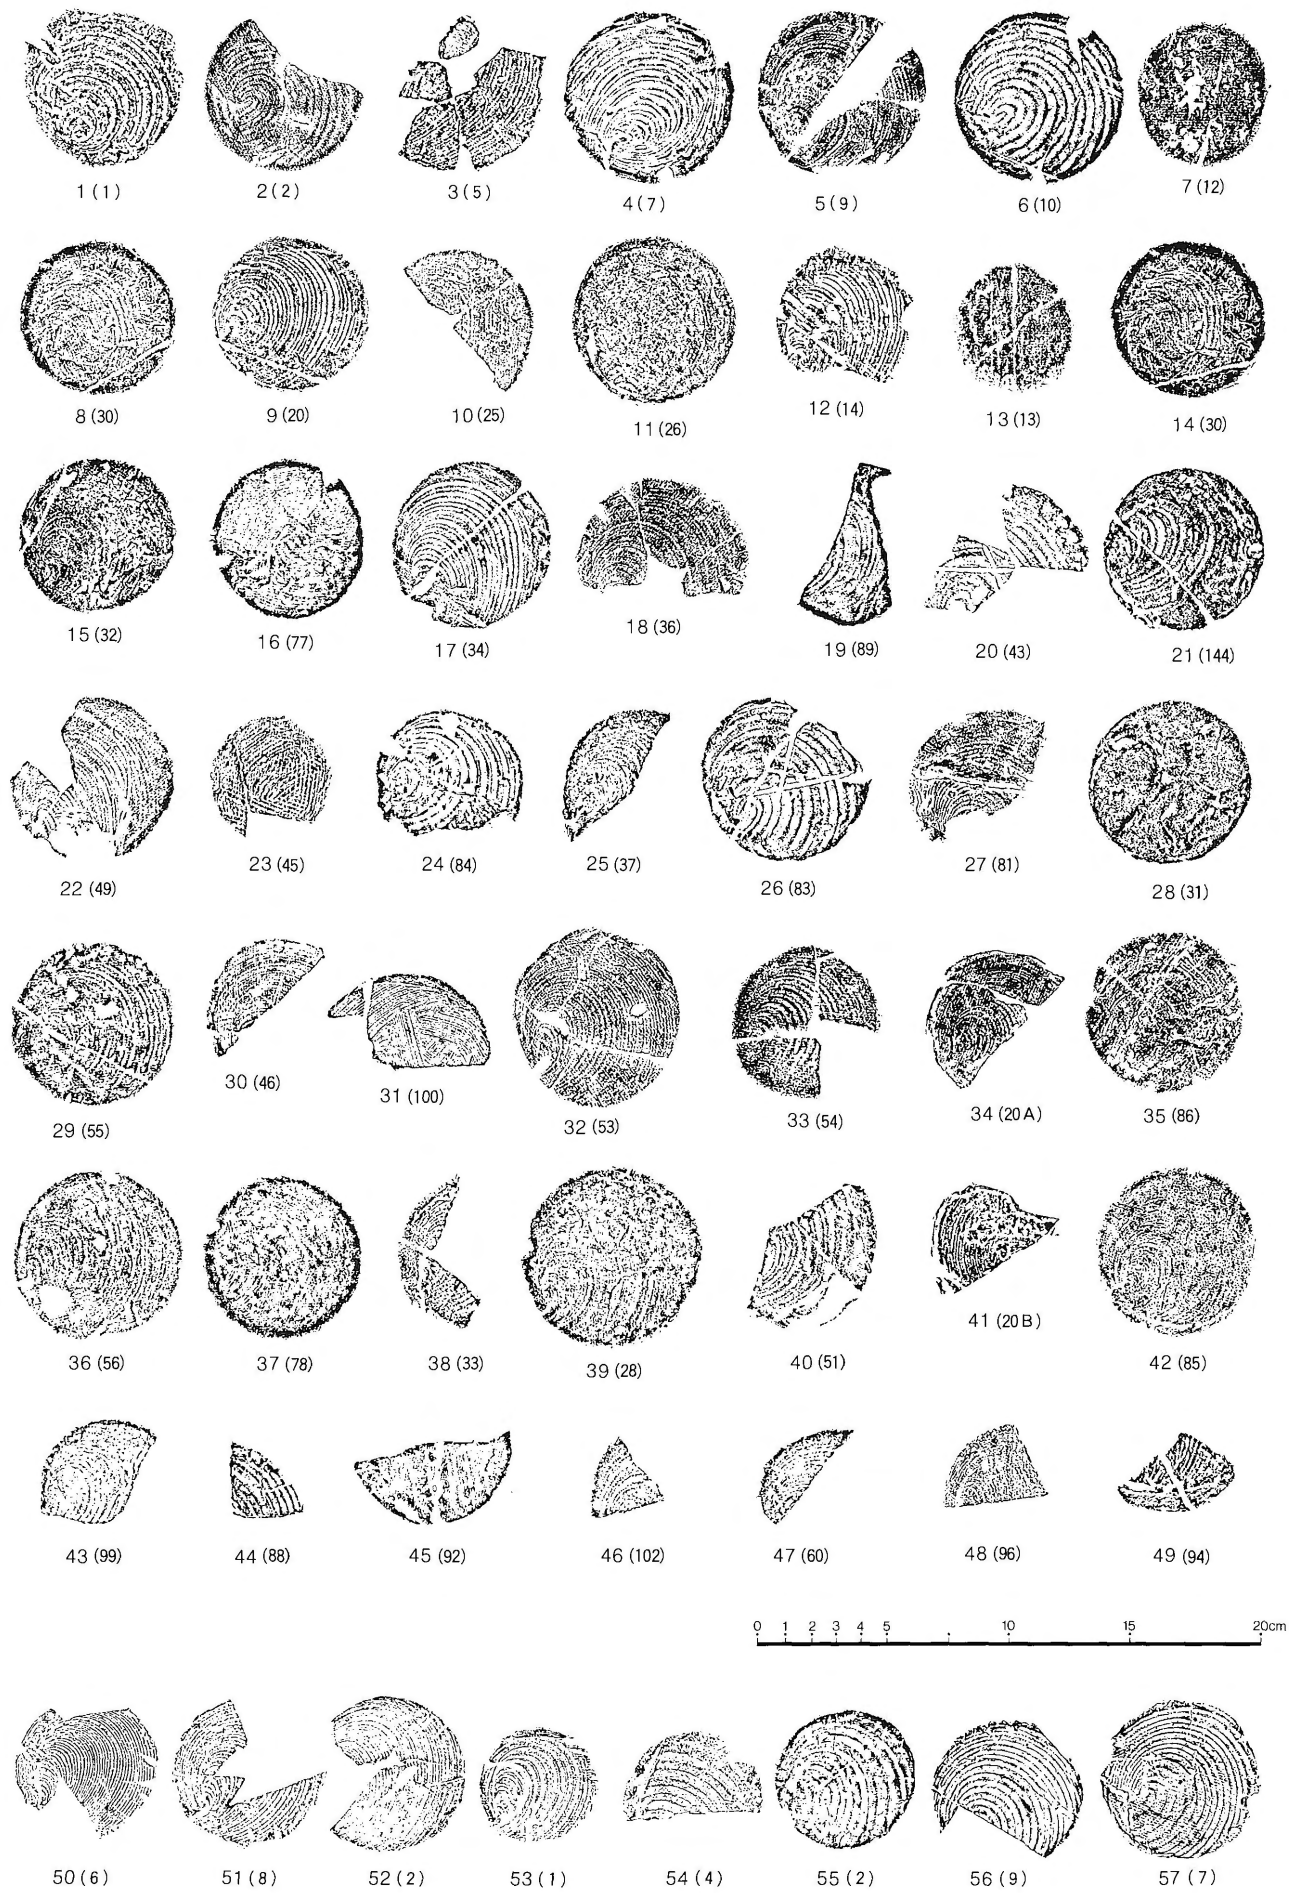 1(1) 2(2) 3(5) 4(7) 5(9) 6(10) 7(12)
8(30) 9(20) 10(25) 11(26) 12(14) 13(13) 14(30)
15(32) 16(77) 17(34) 18(36) 19(89) 20(43) 21(144)
22(49) 23(45) 24(84) 25(37) 26(83) 27(81) 28(31)
29(55) 30(46) 31(100) 32(53) 33(54) 34(20A) 35(86)
36(56) 37(78) 38(33) 39(28) 40(51) 41(20B) 42(85)
43(99) 44(88) 45(92) 46(102) 47(60) 48(96) 49(94)
0 1 2 3 4 5 10 15 20cm
50(6) 51(8) 52(2) 53(1) 54(4) 55(2) 56(9) 57(7)